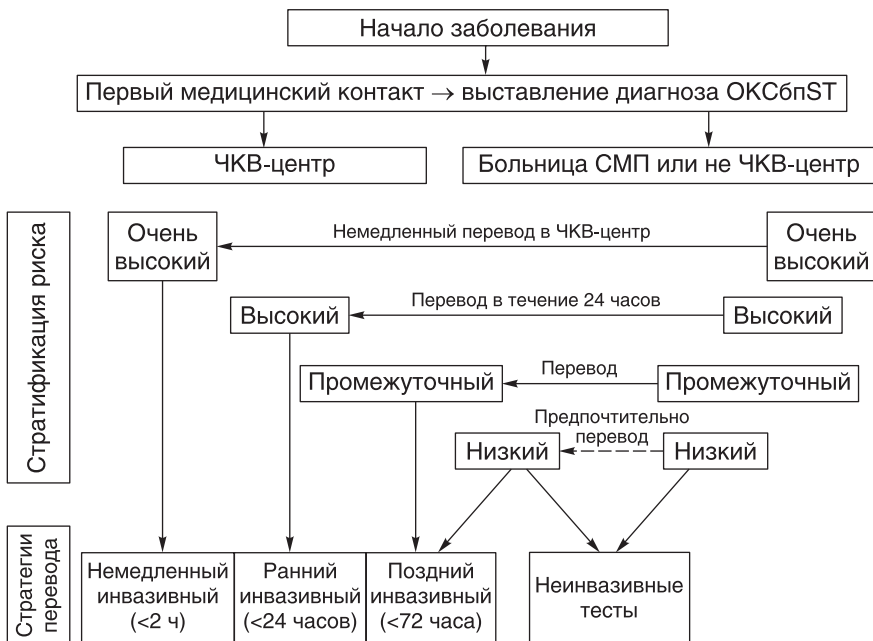 Начало заболевания
Первый медицинский контакт → выставление диагноза ОКСбпST
ЧКВ-центр
Больница СМП или не ЧКВ-центр
Стратификация риска
Очень
высокий
Немедленный перевод в ЧКВ-центр
Очень
высокий
Высокий
Перевод в течение 24 часов
Высокий
Промежуточный
Перевод
Промежуточный
Предпочтительно
перевод
Низкий
Низкий
Стратегии
перевода
Немедленный
инвазивный
(<2 ч)
Ранний
инвазивный
(<24 часов)
Поздний
инвазивный
(<72 часа)
Неинвазивные
тесты